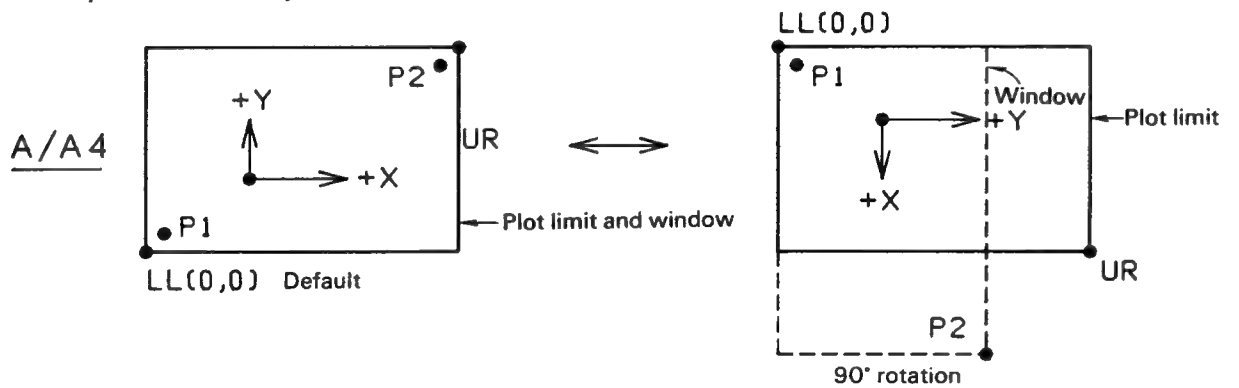 A/A4
P2
+Y
UR
+X
P1
Plot limit and window
LL(0,0) Default
LL(0,0)
P1
Window
+Y
Plot limit
+X
UR
P2
90° rotation